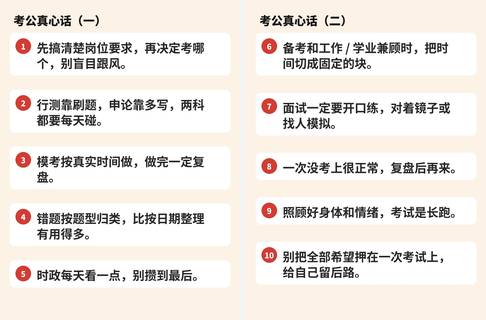 考公真心话（一）
1 先搞清楚岗位要求，再决定考哪
个，别盲目跟风。
2 行测靠刷题，申论靠多写，两科
都要每天碰。
3 模考按真实时间做，做完一定复
盘。
4 错题按题型归类，比按日期整理
有用得多。
5 时政每天看一点，别攒到最后。
考公真心话（二）
6 备考和工作 / 学业兼顾时，把时
间切成固定的块。
7 面试一定要开口练，对着镜子或
找人模拟。
8 一次没考上很正常，复盘后再来。
9 照顾好身体和情绪，考试是长跑。
10 别把全部希望押在一次考试上，
给自己留后路。